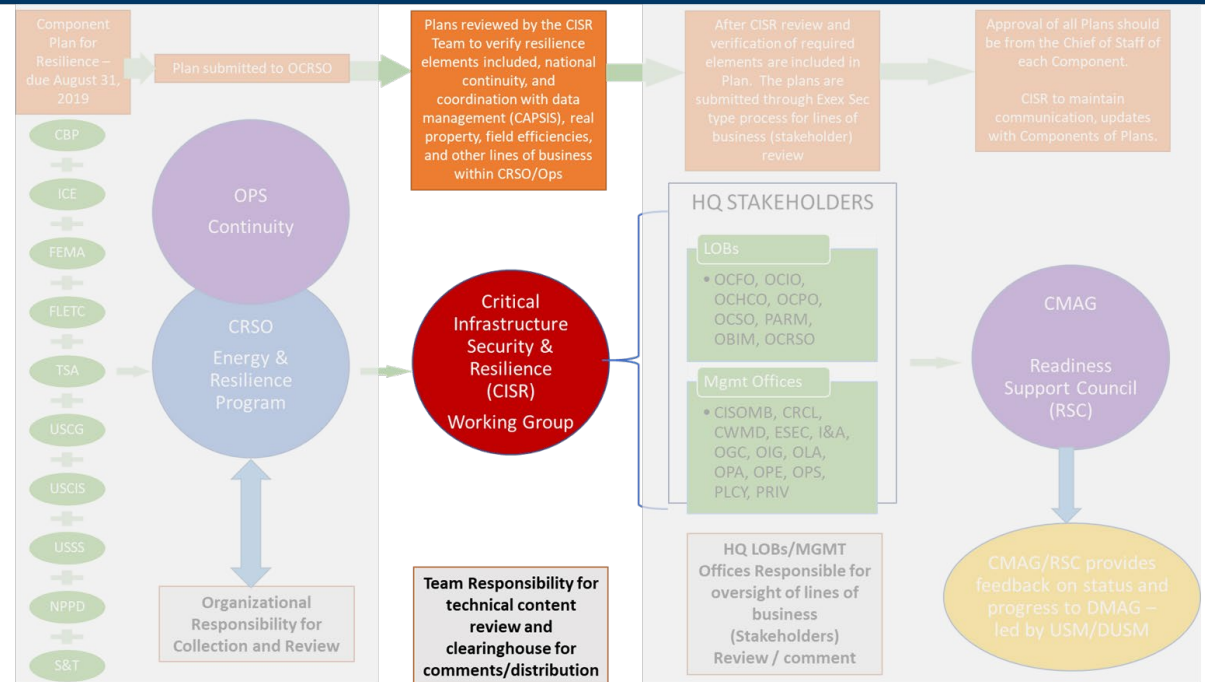 Component
Plan for
Resilience –
due August 31,
2019
Plan submitted to OCRSO
Plans reviewed by the CISR
Team to verify resilience
elements included, national
continuity, and
coordination with data
management (CAPSIS), real
property, field efficiencies,
and other lines of business
within CRSO/Ops
After CISR review and
verification of required
elements are included in
Plan. The plans are
submitted through Exex Sec
type process for lines of
business (stakeholder)
review
Approval of all Plans should
be from the Chief of Staff of
each Component.
CISR to maintain
communication, updates
with Components of Plans.
CBP
ICE
FEMA
FLETC
TSA
USCG
USCIS
USSS
NPPD
S&T
OPS
Continuity
CRSO
Energy &
Resilience
Program
Organizational
Responsibility for
Collection and Review
Critical
Infrastructure
Security &
Resilience
(CISR)
Working Group
Team Responsibility for
technical content
review and
clearinghouse for
comments/distribution
HQ STAKEHOLDERS
LOBs
• OCFO, OCIO,
OCHCO, OCPO,
OCSO, PARM,
OBIM, OCRSO
Mgmt Offices
• CISOMB, CRCL,
CWMD, ESEC, I&A,
OGC, OIG, OLA,
OPA, OPE, OPS,
PLCY, PRIV
HQ LOBs/MGMT
Offices Responsible for
oversight of lines of
business
(Stakeholders)
Review / comment
CMAG
Readiness
Support Council
(RSC)
CMAG/RSC provides
feedback on status and
progress to DMAG –
led by USM/DUSM